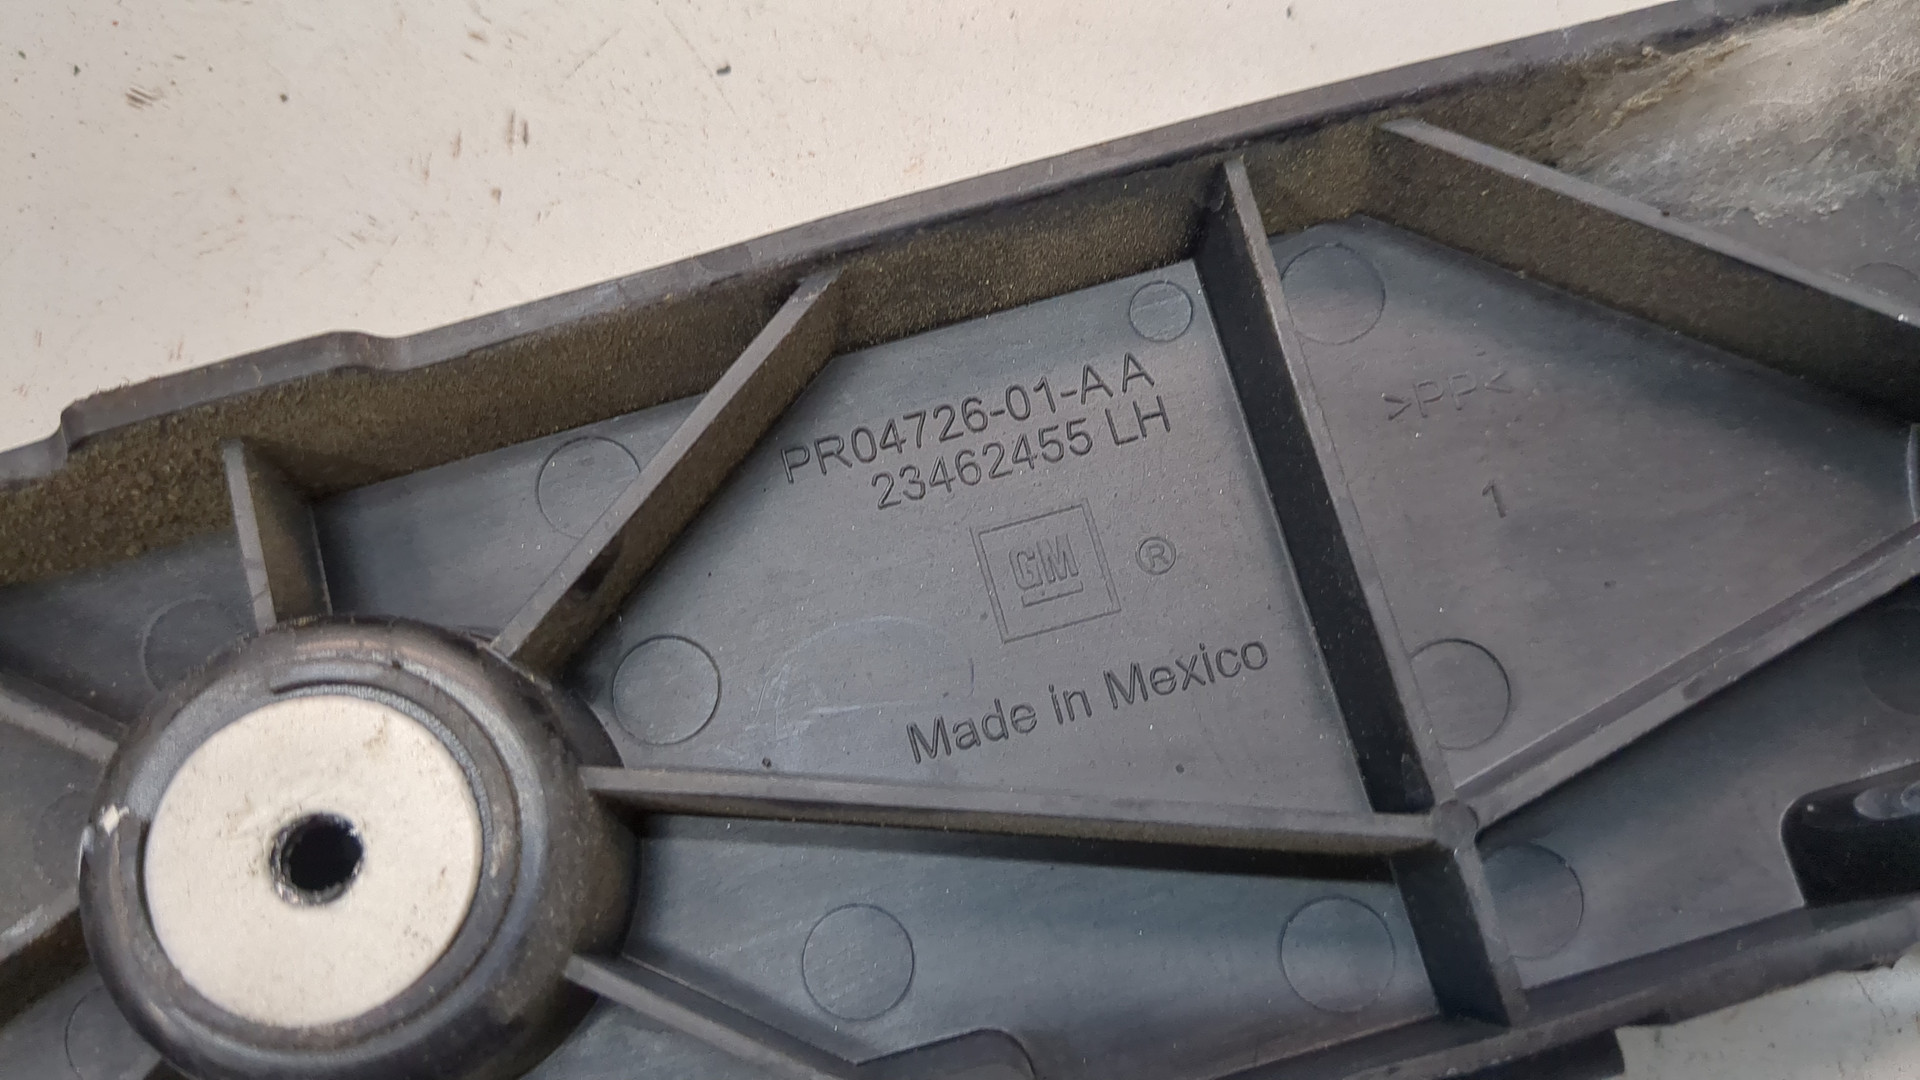 PR04726-01-AA
23462455 LH
GM ®
Made in Mexico
>PP<
1